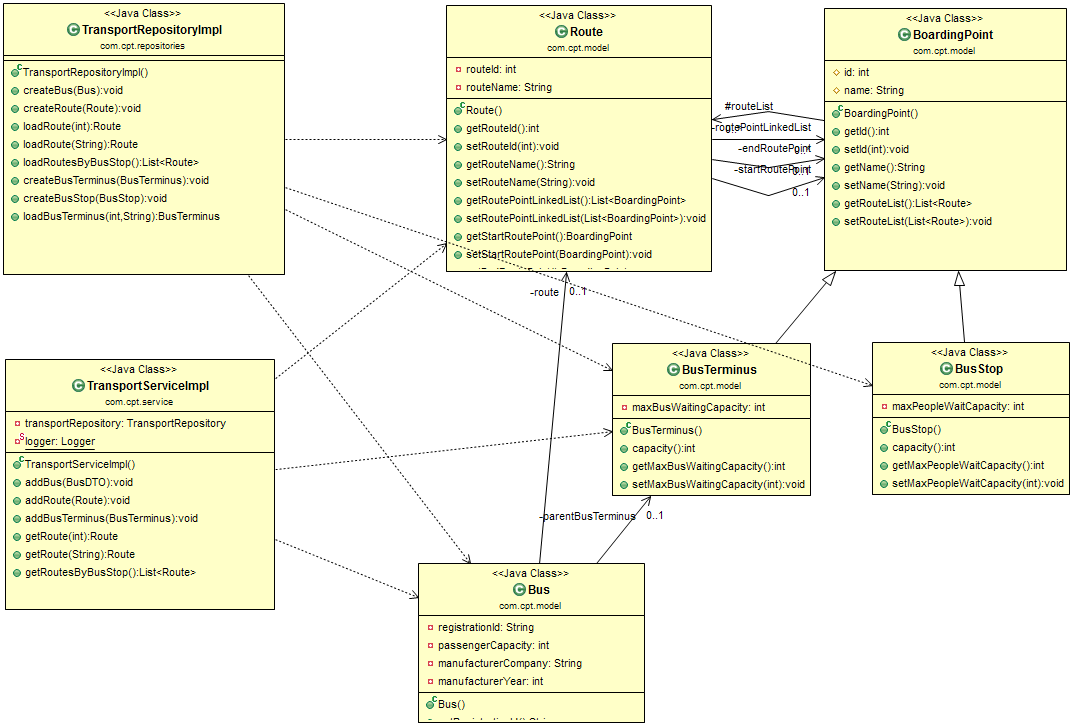 <<Java Class>>
TransportRepositoryImpl
com.cpt.repositories
TransportRepositoryImpl()
createBus(Bus):void
createRoute(Route):void
loadRoute(int):Route
loadRoute(String):Route
loadRoutesByBusStop():List<Route>
createBusTerminus(BusTerminus):void
createBusStop(BusStop):void
loadBusTerminus(int,String):BusTerminus
<<Java Class>>
Route
com.cpt.model
routeId: int
routeName: String
Route()
getRouteId():int
setRouteId(int):void
getRouteName():String
setRouteName(String):void
getRoutePointLinkedList():List<BoardingPoint>
setRoutePointLinkedList(List<BoardingPoint>):void
getStartRoutePoint():BoardingPoint
setStartRoutePoint(BoardingPoint):void
#routeList
-routePointLinkedList
-endRoutePoint
-startRoutePoint
0..1
<<Java Class>>
BoardingPoint
com.cpt.model
id: int
name: String
BoardingPoint()
getId():int
setId(int):void
getName():String
setName(String):void
getRouteList():List<Route>
setRouteList(List<Route>):void
-route
0..1
<<Java Class>>
TransportServiceImpl
com.cpt.service
transportRepository: TransportRepository
logger: Logger
TransportServiceImpl()
addBus(BusDTO):void
addRoute(Route):void
addBusTerminus(BusTerminus):void
getRoute(int):Route
getRoute(String):Route
getRoutesByBusStop():List<Route>
<<Java Class>>
BusTerminus
com.cpt.model
maxBusWaitingCapacity: int
BusTerminus()
capacity():int
getMaxBusWaitingCapacity():int
setMaxBusWaitingCapacity(int):void
<<Java Class>>
BusStop
com.cpt.model
maxPeopleWaitCapacity: int
BusStop()
capacity():int
getMaxPeopleWaitCapacity():int
setMaxPeopleWaitCapacity(int):void
-parentBusTerminus
0..1
<<Java Class>>
Bus
com.cpt.model
registrationId: String
passengerCapacity: int
manufacturerCompany: String
manufacturerYear: int
Bus()